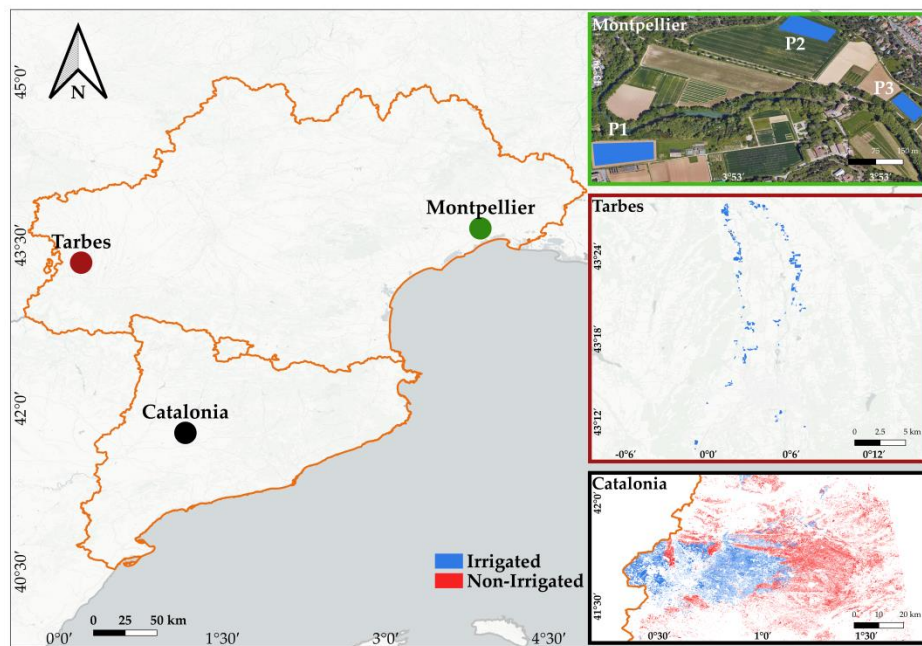 N
45°0'
43°30'
42°0'
40°30'
0°0'
1°30'
3°0'
4°30'
Tarbes
Montpellier
Catalonia
0 25 50 km
Irrigated
Non-Irrigated
Montpellier
P1
P2
P3
0 75 150 m
3°53'
3°53'
Tarbes
43°24'
43°18'
43°12'
0 2.5 5 km
-0°6'
0°0'
0°6'
0°12'
Catalonia
42°0'
41°30'
0 10 20 km
0°30'
1°0'
1°30'